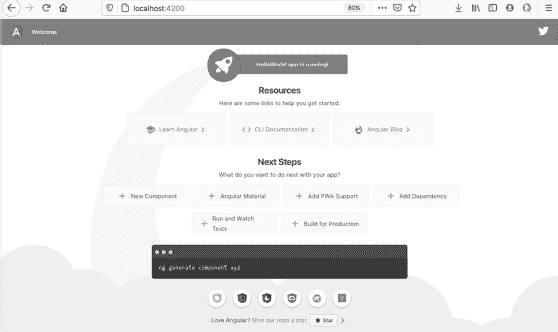 localhost:4200
80%
Welcome
HelloWorld app is running!
Resources
Here are some links to help you get started:
Learn Angular
CLI Documentation
Angular Blog
Next Steps
What do you want to do next with your app?
New Component
Angular Material
Add PWA Support
Add Dependency
Run and Watch
Tests
Build for Production
ng generate component xyz
Love Angular? Give our repo a star.
Star